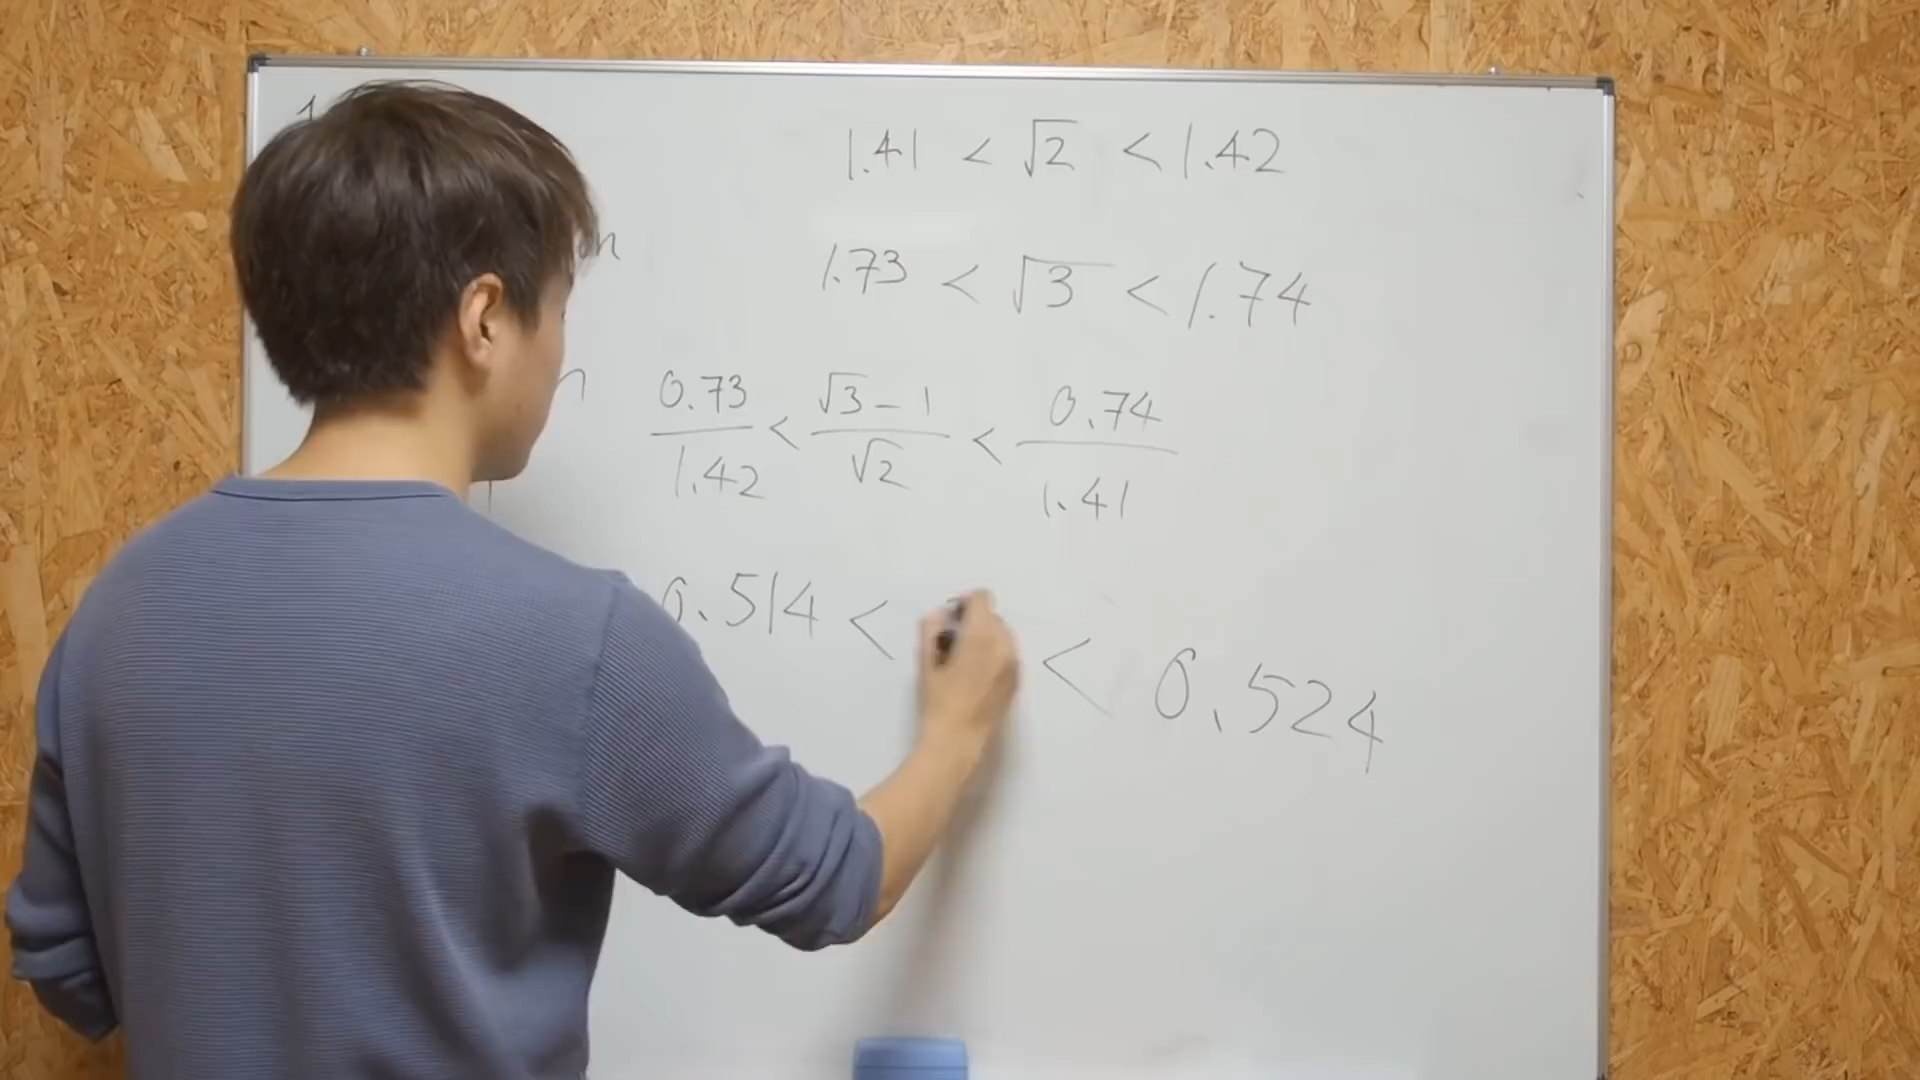 1.41 < √2 < 1.42
1.73 < √3 < 1.74
0.73/1.42 < (√3-1)/√2 < 0.74/1.41
0.514 < < 0.524